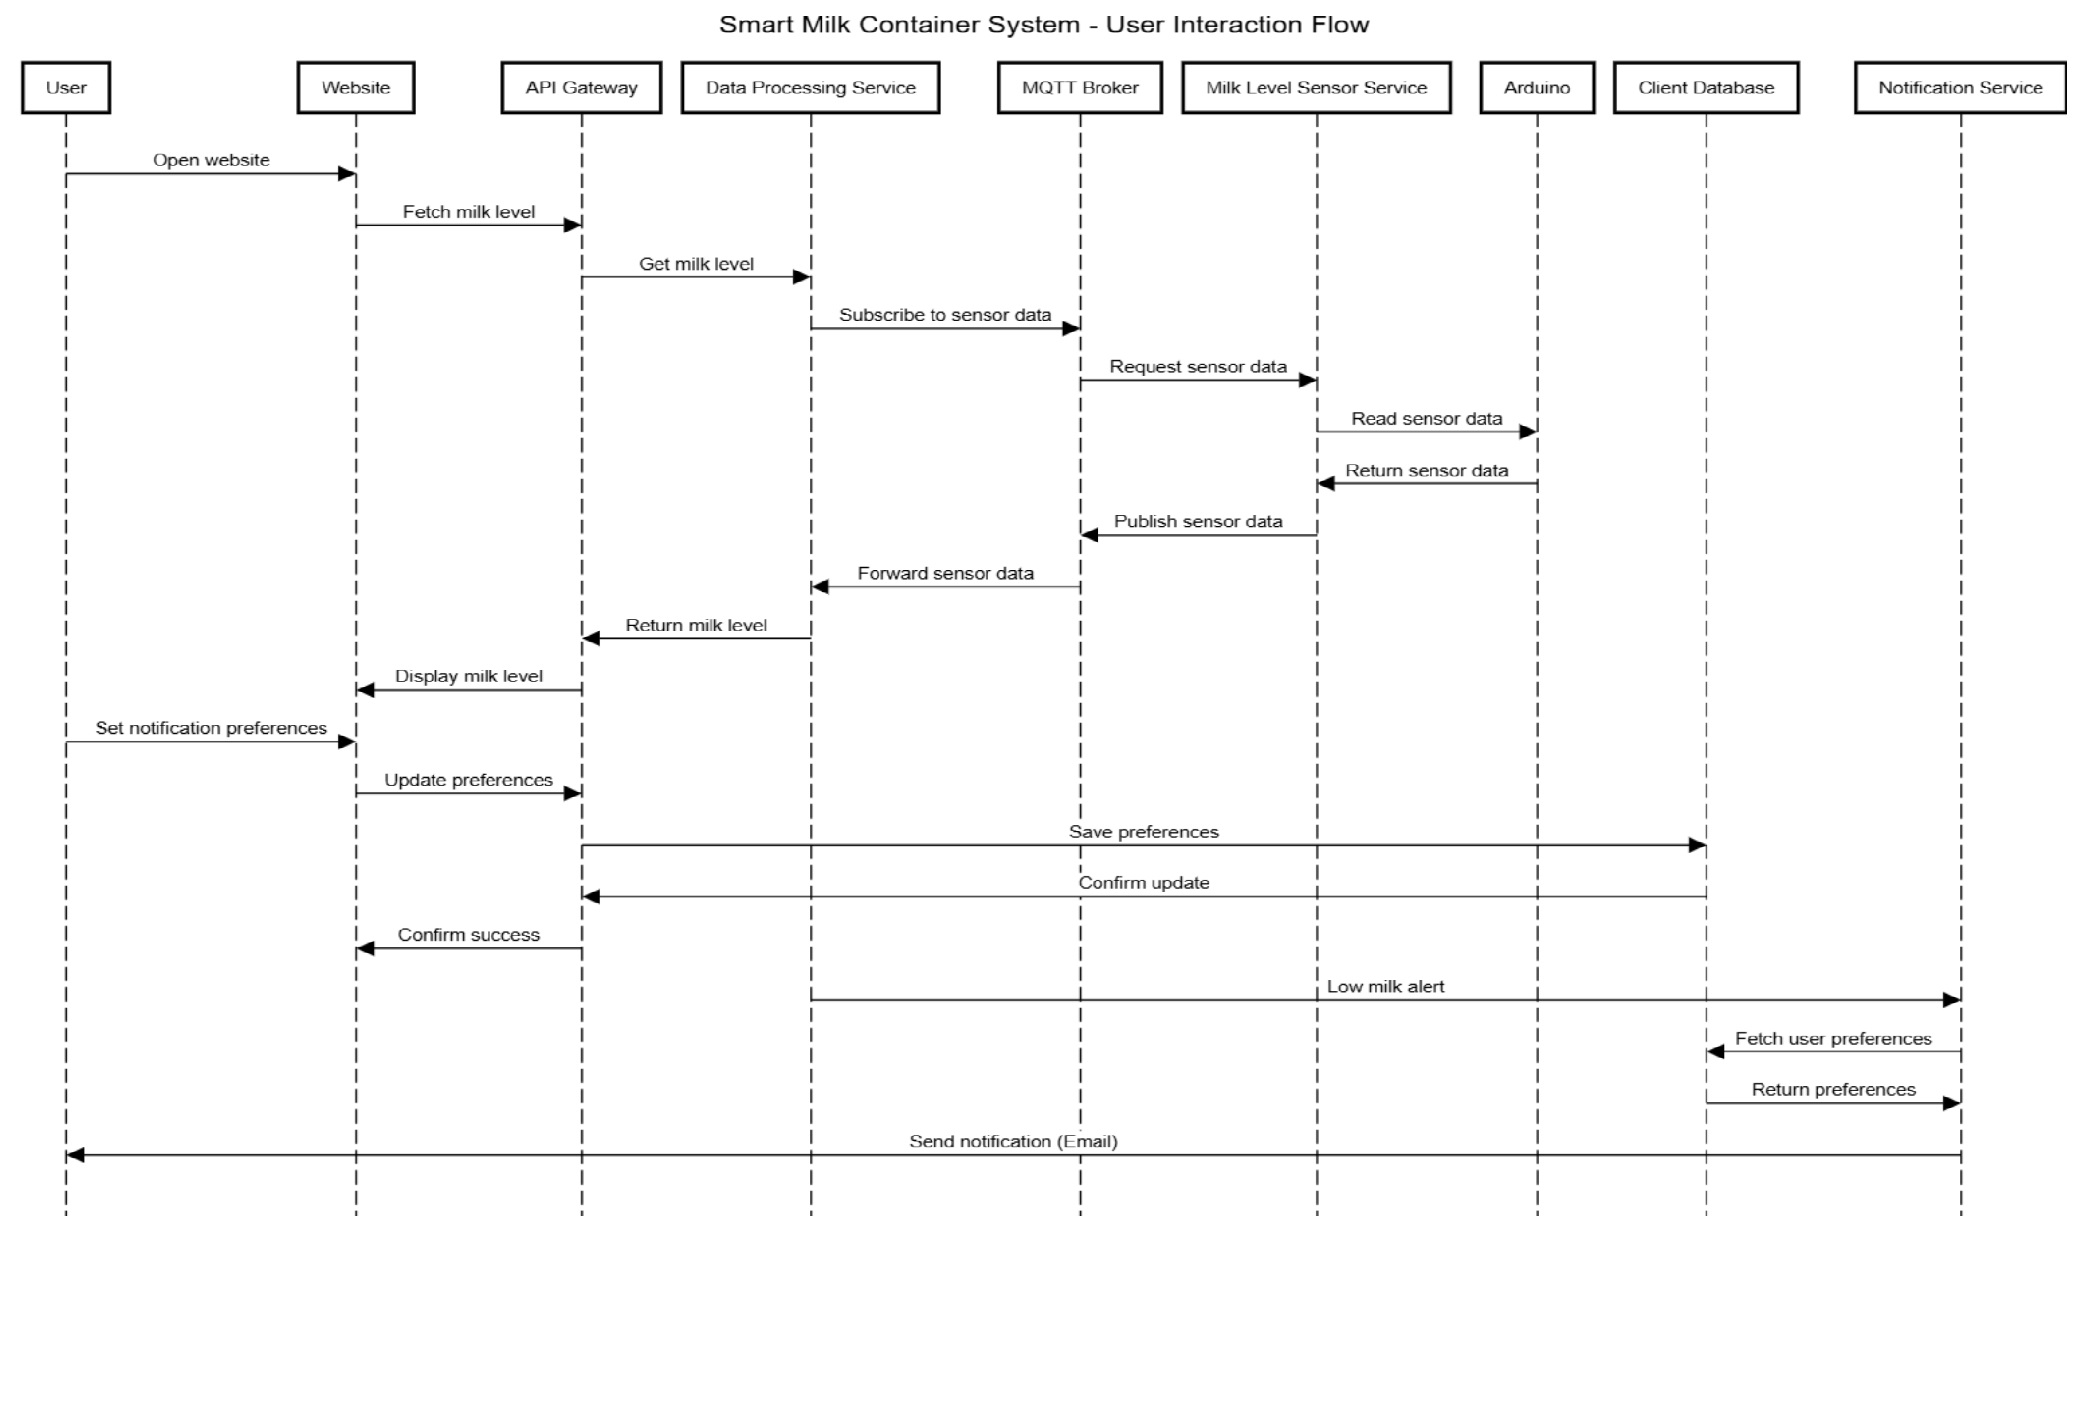 Smart Milk Container System - User Interaction Flow
User
Website
API Gateway
Data Processing Service
MQTT Broker
Milk Level Sensor Service
Arduino
Client Database
Notification Service
Open website
Fetch milk level
Get milk level
Subscribe to sensor data
Request sensor data
Read sensor data
Return sensor data
Publish sensor data
Forward sensor data
Return milk level
Display milk level
Set notification preferences
Update preferences
Save preferences
Confirm update
Confirm success
Low milk alert
Fetch user preferences
Return preferences
Send notification (Email)